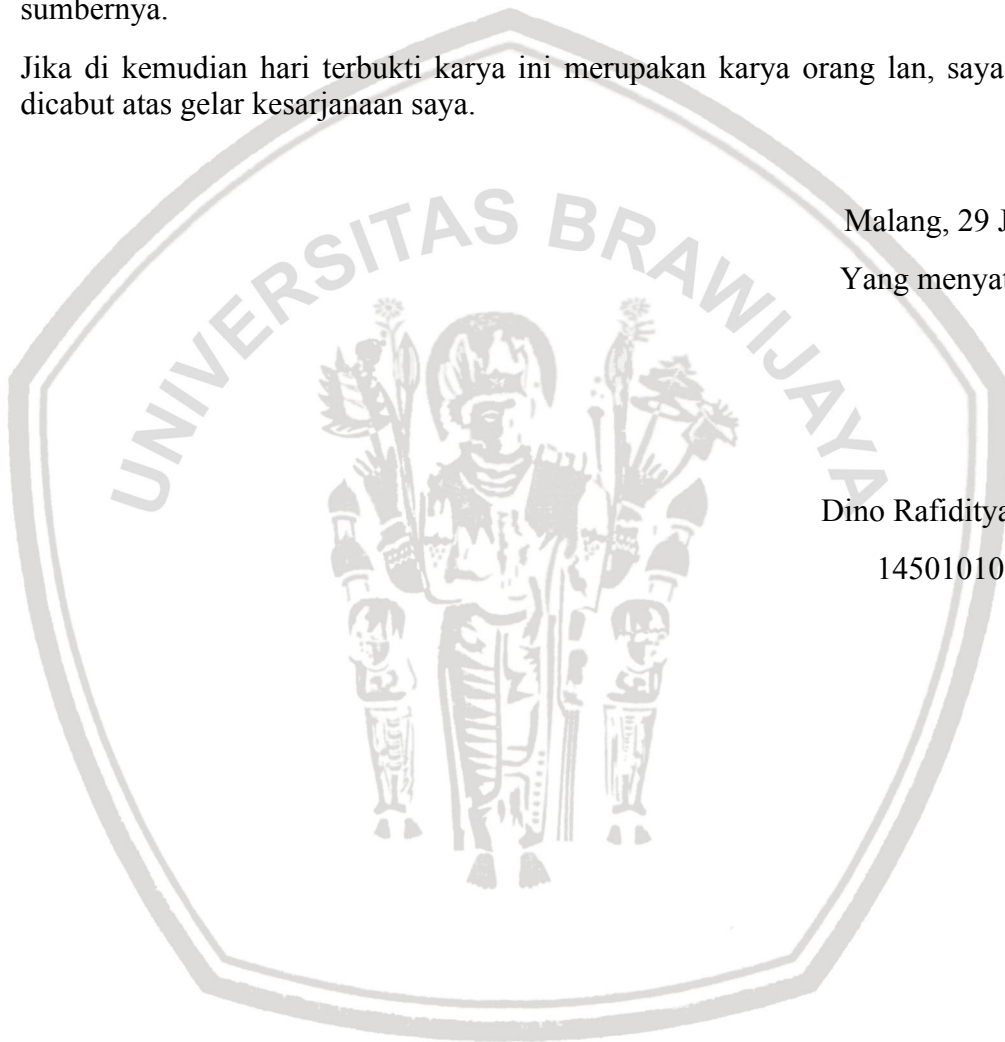 sumbernya.
Jika di kemudian hari terbukti karya ini merupakan karya orang lan, saya
dicabut atas gelar kesarjanaan saya.
UNIVERSITAS BRAWIJAYA
Malang, 29 J
Yang menyat
Dino Rafiditya
14501010